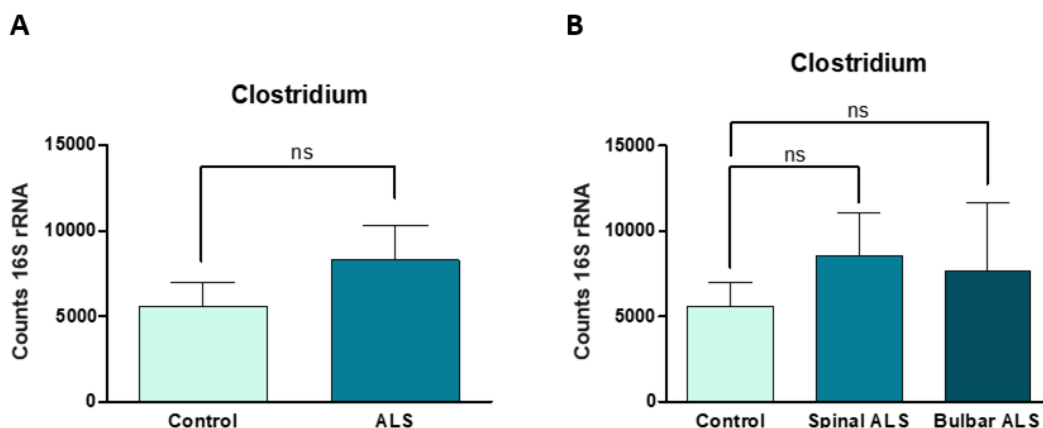 A
Clostridium
15000
10000
5000
0
Counts 16S rRNA
ns
Control
ALS
B
Clostridium
15000
10000
5000
0
Counts 16S rRNA
ns
ns
Control
Spinal ALS
Bulbar ALS